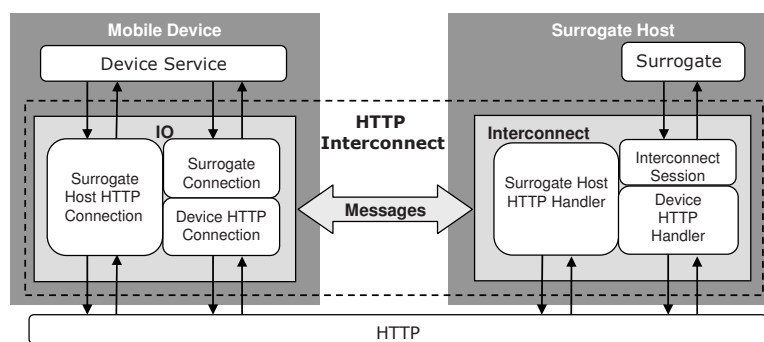 Mobile Device
Surrogate Host
Device Service
Surrogate
HTTP
Interconnect
IO
Interconnect
Surrogate
Host HTTP
Connection
Surrogate
Connection
Device HTTP
Connection
Messages
Surrogate Host
HTTP Handler
Interconnect
Session
Device
HTTP
Handler
HTTP